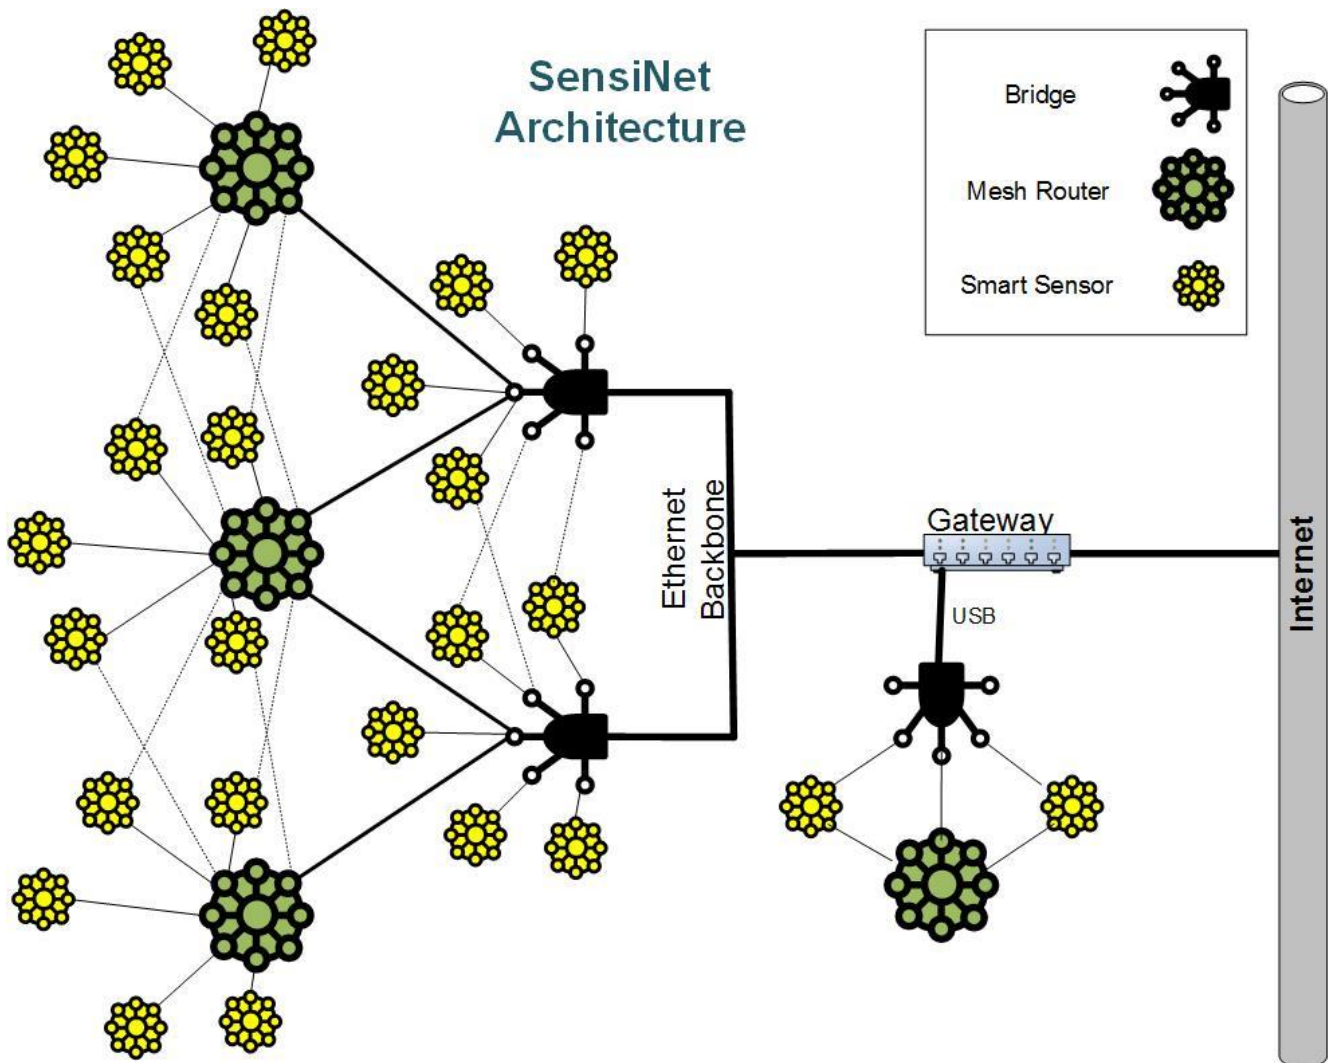 SensiNet
Architecture
Bridge
Mesh Router
Smart Sensor
Ethernet
Backbone
Gateway
USB
Internet